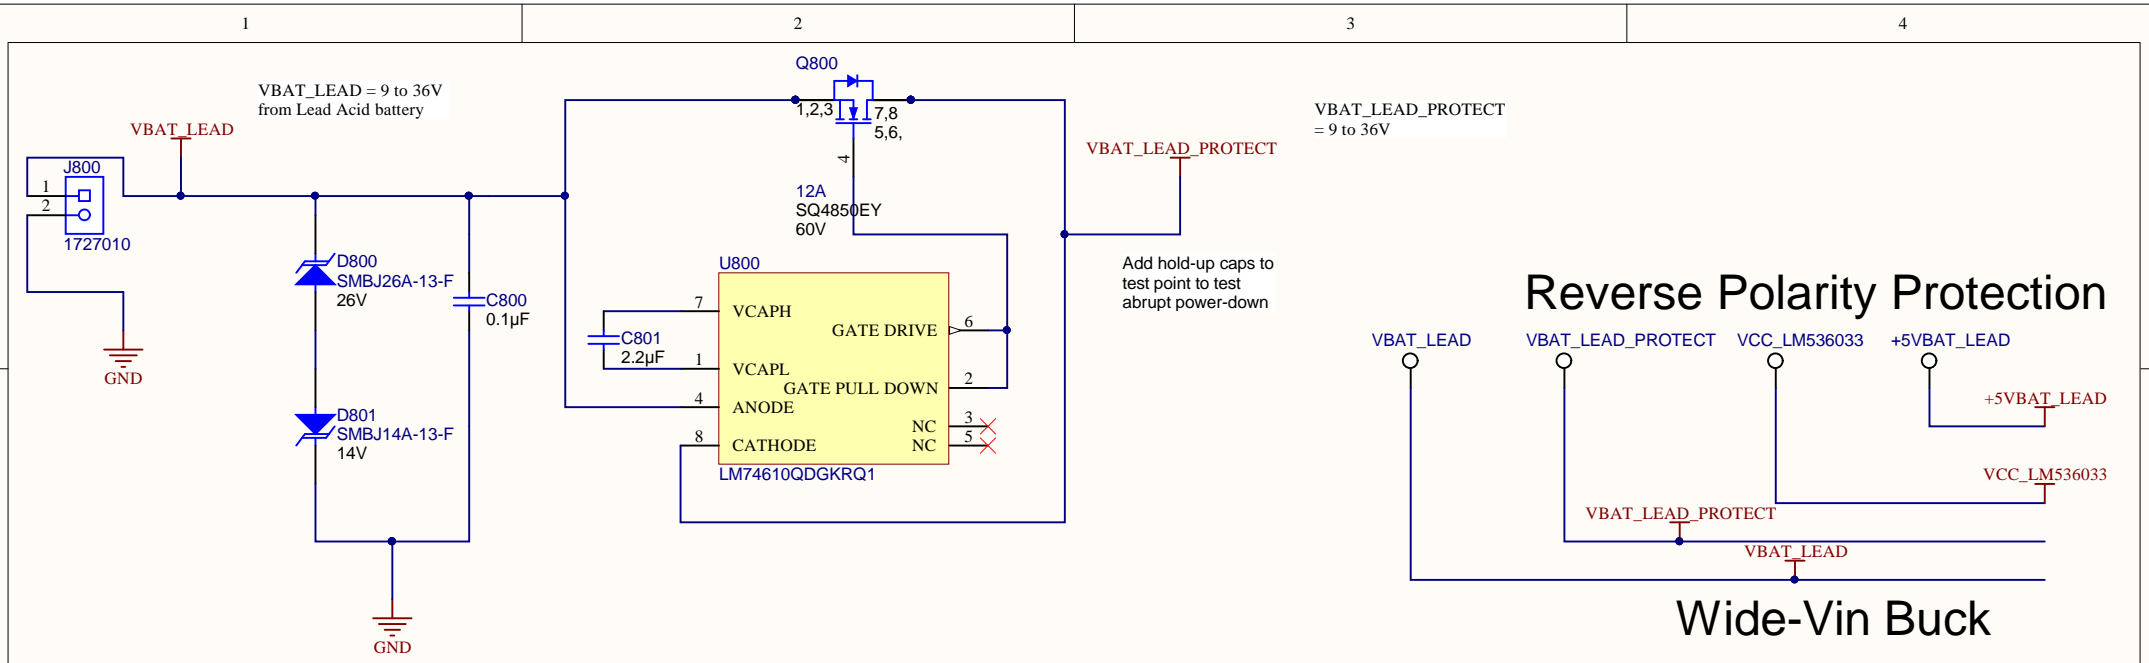 1
2
3
4
VBAT_LEAD = 9 to 36V
from Lead Acid battery
VBAT_LEAD
J800
1
2
1727010
GND
D800
SMBJ26A-13-F
26V
D801
SMBJ14A-13-F
14V
C800
0.1µF
GND
Q800
1,2,3
7,8
5,6,
4
12A
SQ4850EY
60V
U800
7
VCAPH
C801
2.2µF
1
VCAPL
4
ANODE
8
CATHODE
GATE DRIVE
6
GATE PULL DOWN
2
NC
3
NC
5
LM74610QDGKRQ1
VBAT_LEAD_PROTECT
VBAT_LEAD_PROTECT
= 9 to 36V
Add hold-up caps to
test point to test
abrupt power-down
Reverse Polarity Protection
VBAT_LEAD
VBAT_LEAD_PROTECT
VCC_LM536033
+5VBAT_LEAD
+5VBAT_LEAD
VCC_LM536033
VBAT_LEAD_PROTECT
VBAT_LEAD
Wide-Vin Buck